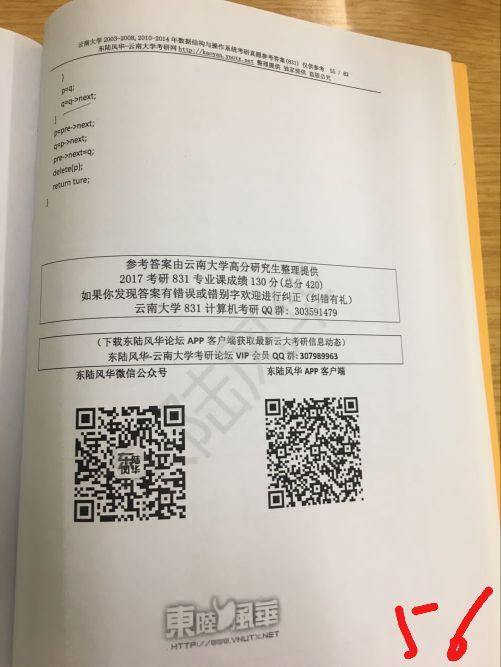 云南大学 2003-2008, 2010-2014 年数据结构与操作系统考研真题参考答案(831) 仅供参考 55 / 82
东陆风华-云南大学考研网 http://kaoyan.ynutx.net 整理提供 独家提供 盗版必究
}
p=q;
q=q->next;
}
p=pre->next;
q=p->next;
pre->next=q;
delete(p);
return ture;
}
参考答案由云南大学高分研究生整理提供
2017 考研 831 专业课成绩 130 分(总分 420)
如果你发现答案有错误或错别字欢迎进行纠正（纠错有礼）
云南大学 831 计算机考研 QQ 群: 303591479
（下载东陆风华论坛 APP 客户端获取最新云大考研信息动态）
东陆风华-云南大学考研论坛 VIP 会员 QQ 群: 307989963
东陆风华微信公众号
东陆风华 APP 客户端
东陆
风华
東陸風華
HTTP://WWW.YNUTX.NET
56